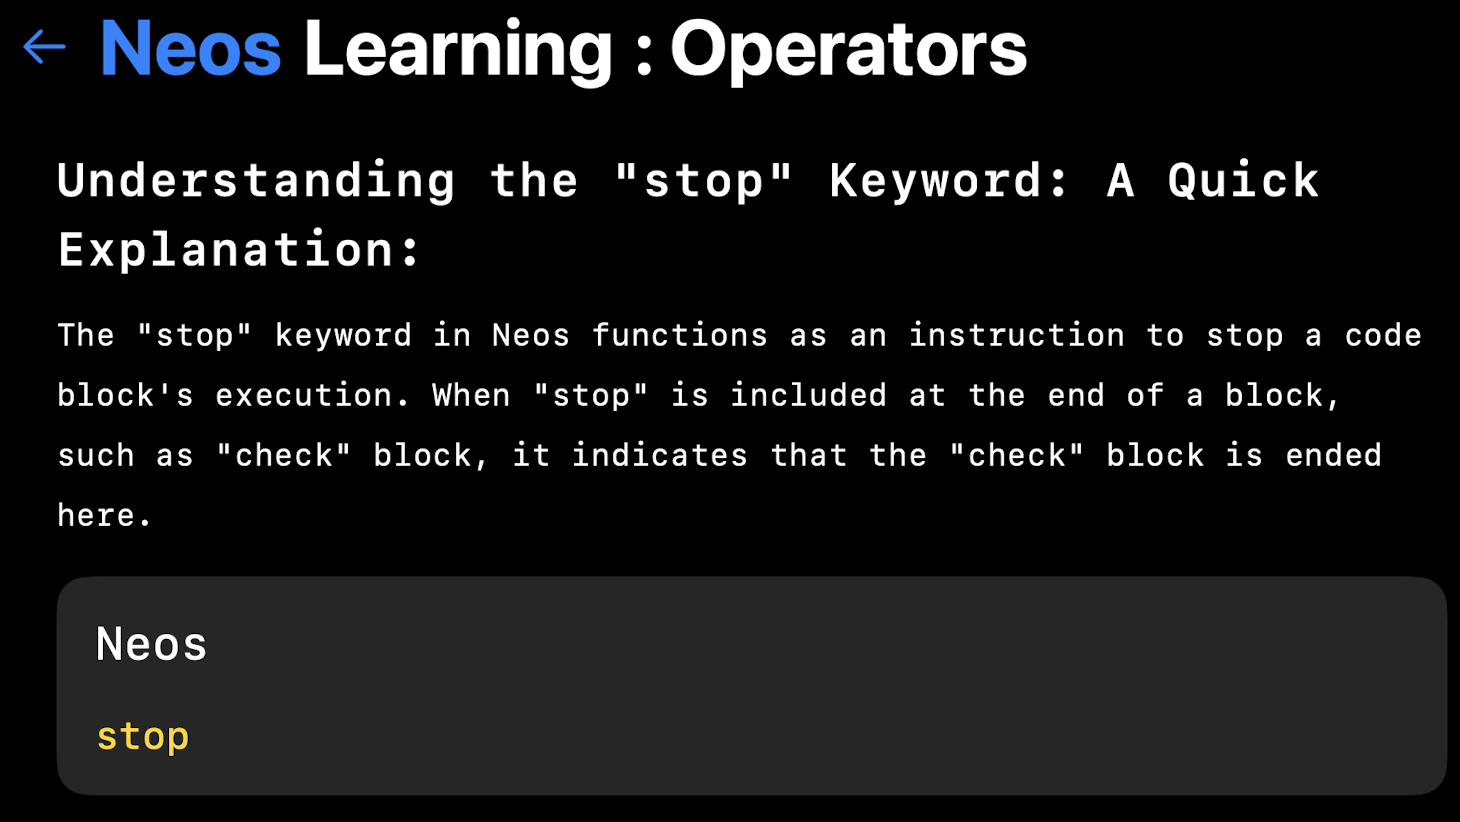 ← Neos Learning : Operators
Understanding the "stop" Keyword: A Quick
Explanation:
The "stop" keyword in Neos functions as an instruction to stop a code
block's execution. When "stop" is included at the end of a block,
such as "check" block, it indicates that the "check" block is ended
here.
Neos
stop